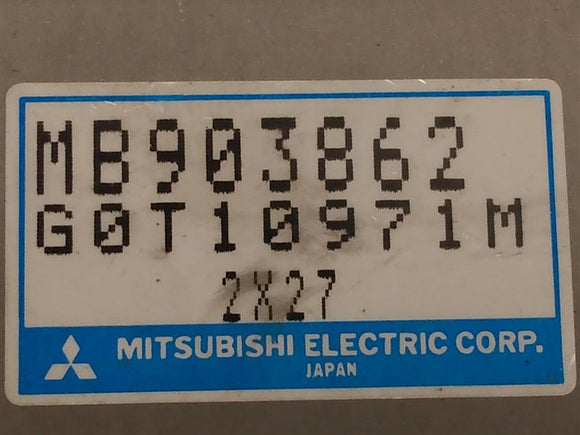 MB903862
G0T10971M
2X27
MITSUBISHI ELECTRIC CORP.
JAPAN